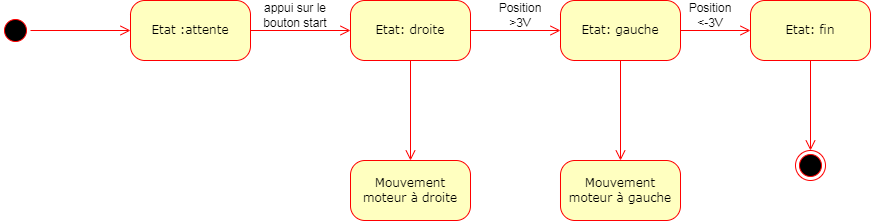 Etat :attente
appui sur le
bouton start
Etat: droite
Position
>3V
Etat: gauche
Position
<-3V
Etat: fin
Mouvement
moteur à droite
Mouvement
moteur à gauche